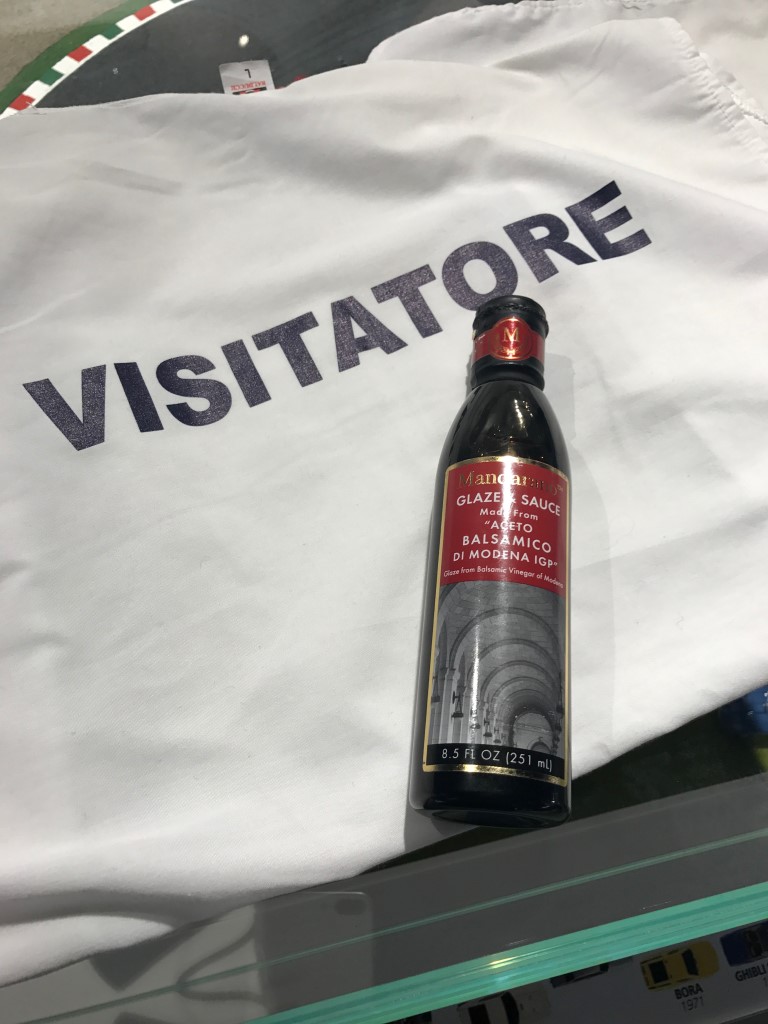 L
VISITATORE
M
GLAZE & SAUCE
Made From
"ACETO
BALSAMICO
DI MODENA IGP"
Glaze from Balsamic Vinegar of Modena
8.5 FL OZ (251 mL)
BORA
1971
GHIBLI